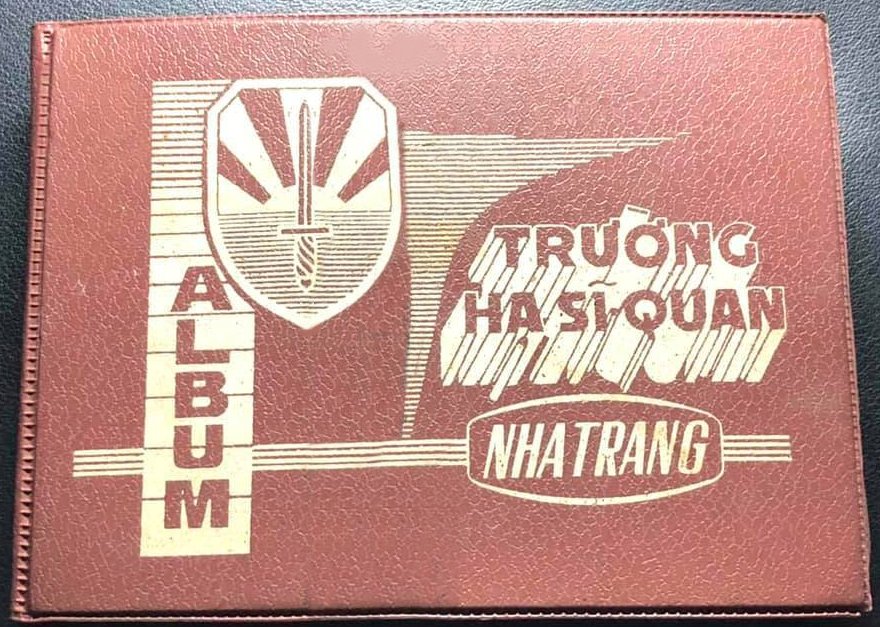 ALBUM
TRƯỜNG
HẠ SĨ-QUAN
NHATRANG